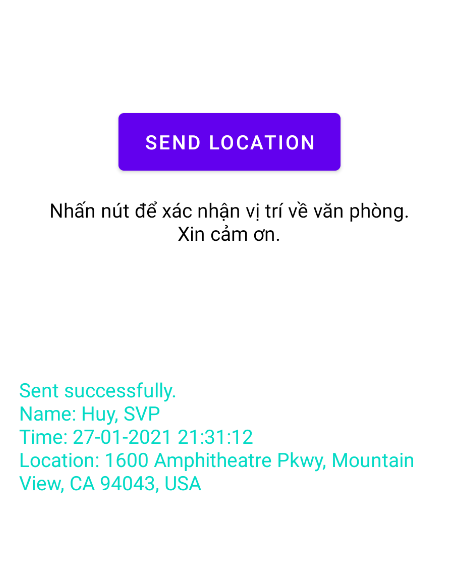 SEND LOCATION
Nhấn nút để xác nhận vị trí về văn phòng.
Xin cảm ơn.
Sent successfully.
Name: Huy, SVP
Time: 27-01-2021 21:31:12
Location: 1600 Amphitheatre Pkwy, Mountain
View, CA 94043, USA